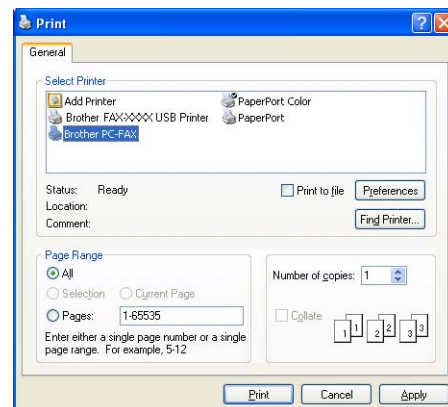 Print
General
Select Printer
Add Printer
PaperPort Color
Brother FAX-XXXX USB Printer
PaperPort
Brother PC-FAX
Status: Ready
Print to file
Preferences
Location:
Comment:
Find Printer...
Page Range
All
Selection
Current Page
Pages: 1-65535
Enter either a single page number or a single
page range. For example, 5-12
Number of copies: 1
Collate
1 1 2 2 3 3
Print
Cancel
Apply